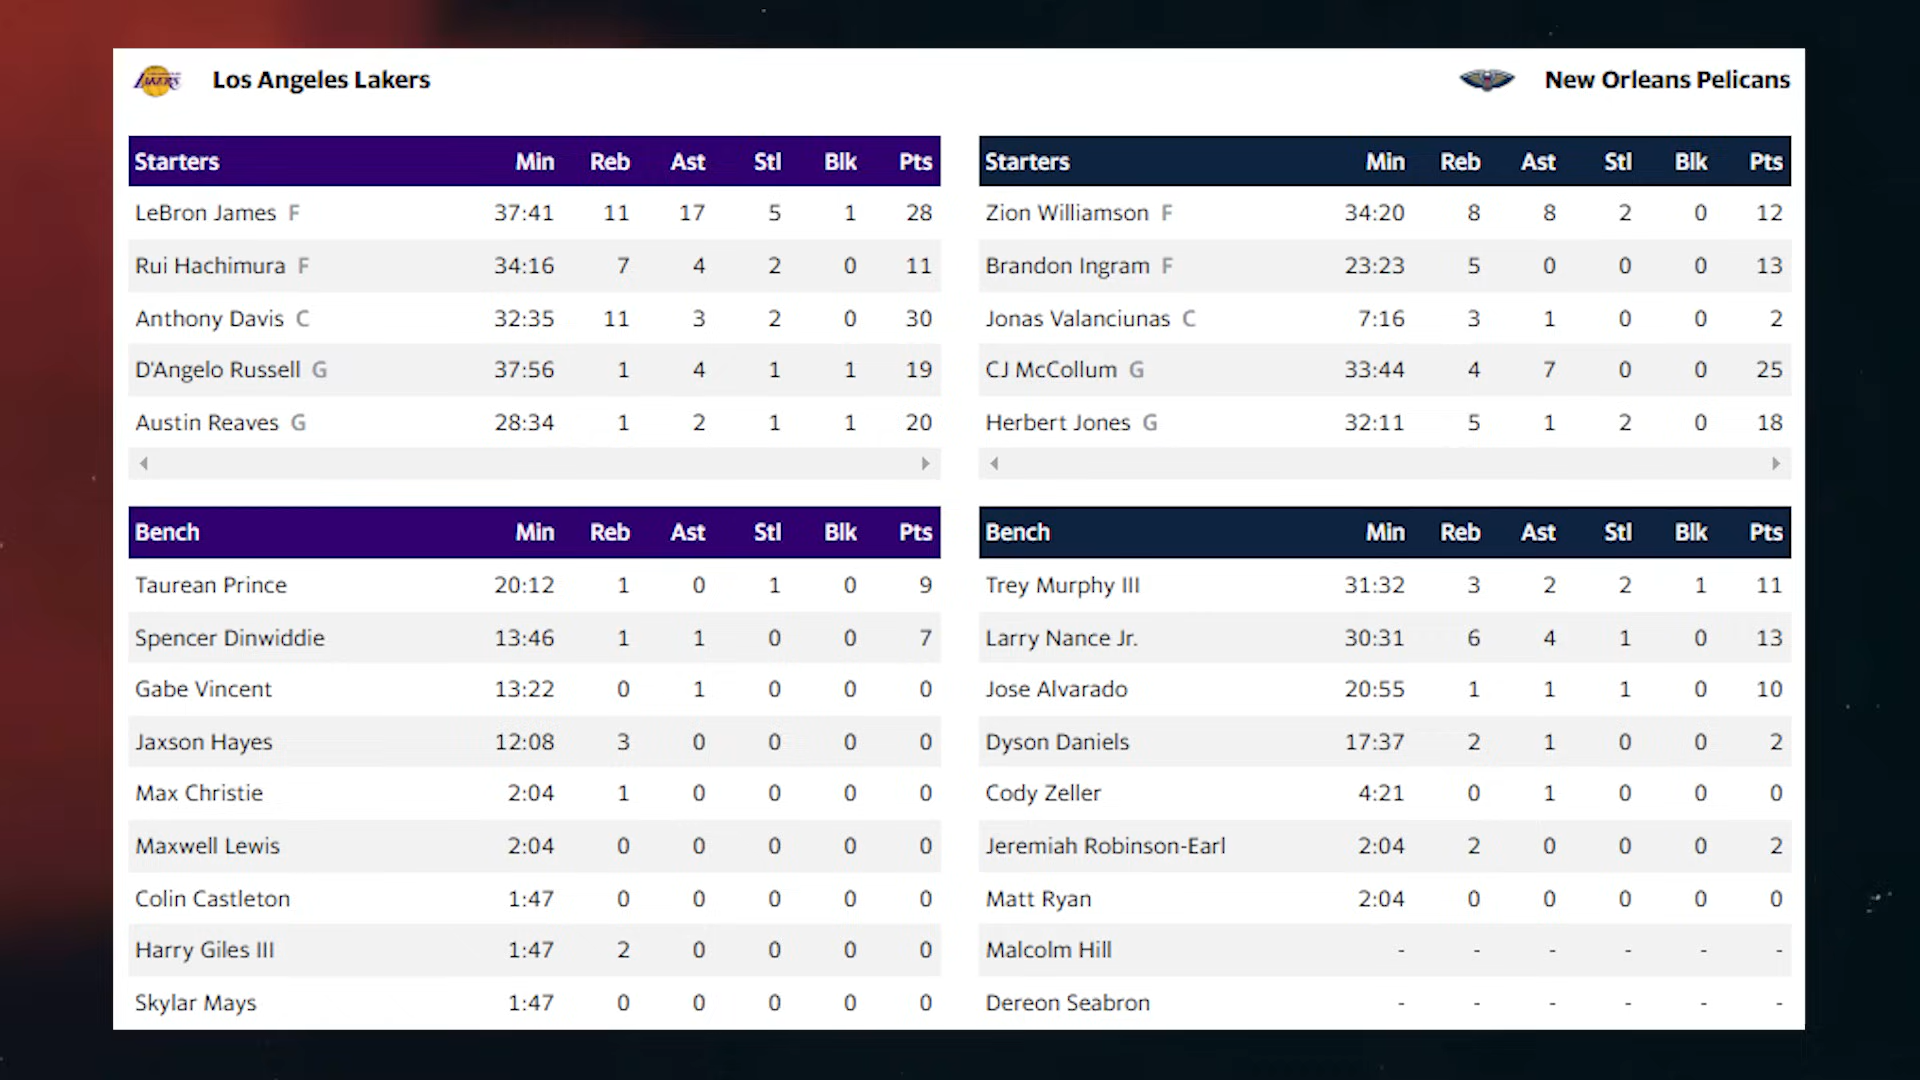 LAKERS Los Angeles Lakers
New Orleans Pelicans
Starters Min Reb Ast Stl Blk Pts
LeBron James F 37:41 11 17 5 1 28
Rui Hachimura F 34:16 7 4 2 0 11
Anthony Davis C 32:35 11 3 2 0 30
D'Angelo Russell G 37:56 1 4 1 1 19
Austin Reaves G 28:34 1 2 1 1 20
Bench Min Reb Ast Stl Blk Pts
Taurean Prince 20:12 1 0 1 0 9
Spencer Dinwiddie 13:46 1 1 0 0 7
Gabe Vincent 13:22 0 1 0 0 0
Jaxson Hayes 12:08 3 0 0 0 0
Max Christie 2:04 1 0 0 0 0
Maxwell Lewis 2:04 0 0 0 0 0
Colin Castleton 1:47 0 0 0 0 0
Harry Giles III 1:47 2 0 0 0 0
Skylar Mays 1:47 0 0 0 0 0
Starters Min Reb Ast Stl Blk Pts
Zion Williamson F 34:20 8 8 2 0 12
Brandon Ingram F 23:23 5 0 0 0 13
Jonas Valanciunas C 7:16 3 1 0 0 2
CJ McCollum G 33:44 4 7 0 0 25
Herbert Jones G 32:11 5 1 2 0 18
Bench Min Reb Ast Stl Blk Pts
Trey Murphy III 31:32 3 2 2 1 11
Larry Nance Jr. 30:31 6 4 1 0 13
Jose Alvarado 20:55 1 1 1 0 10
Dyson Daniels 17:37 2 1 0 0 2
Cody Zeller 4:21 0 1 0 0 0
Jeremiah Robinson-Earl 2:04 2 0 0 0 2
Matt Ryan 2:04 0 0 0 0 0
Malcolm Hill - - - - - -
Dereon Seabron - - - - - -